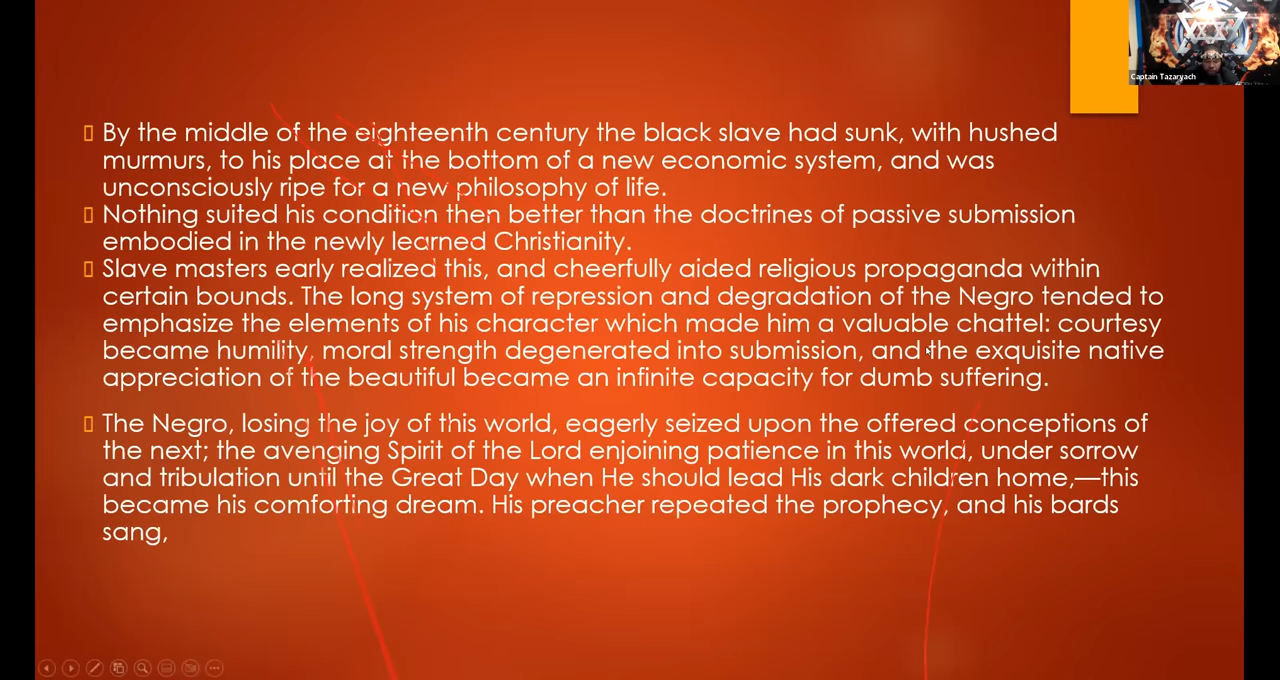 Captain Tazaryach
By the middle of the eighteenth century the black slave had sunk, with hushed
murmurs, to his place at the bottom of a new economic system, and was
unconsciously ripe for a new philosophy of life.
Nothing suited his condition then better than the doctrines of passive submission
embodied in the newly learned Christianity.
Slave masters early realized this, and cheerfully aided religious propaganda within
certain bounds. The long system of repression and degradation of the Negro tended to
emphasize the elements of his character which made him a valuable chattel: courtesy
became humility, moral strength degenerated into submission, and the exquisite native
appreciation of the beautiful became an infinite capacity for dumb suffering.
The Negro, losing the joy of this world, eagerly seized upon the offered conceptions of
the next; the avenging Spirit of the Lord enjoining patience in this world, under sorrow
and tribulation until the Great Day when He should lead His dark children home,—this
became his comforting dream. His preacher repeated the prophecy, and his bards
sang,